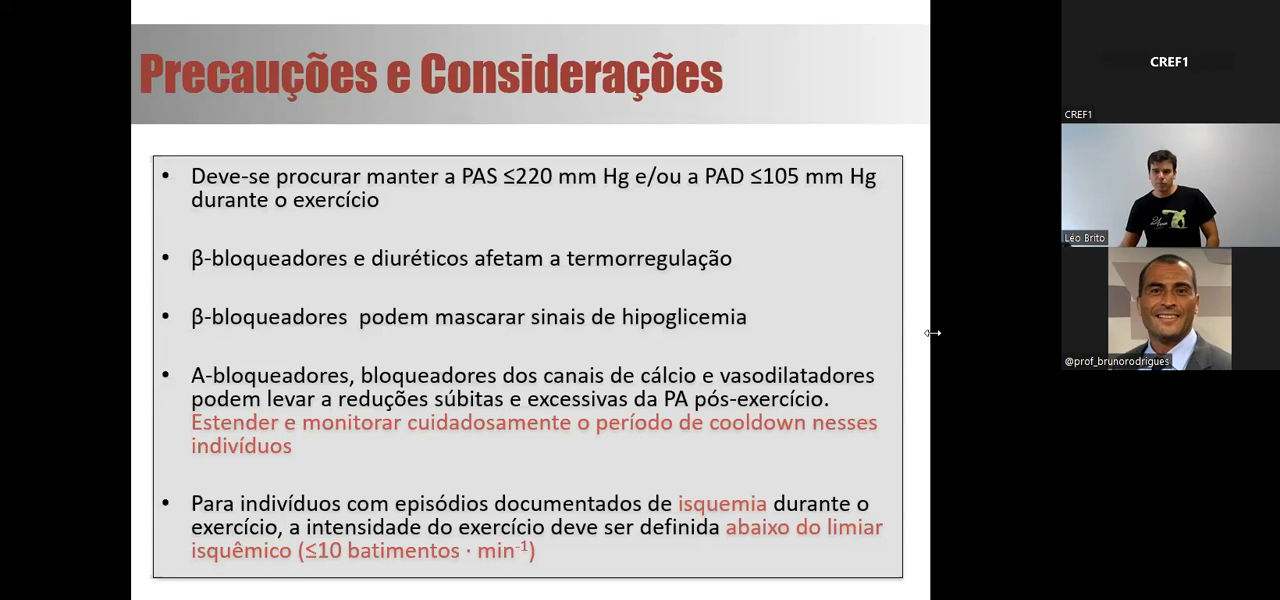 Precauções e Considerações
• Deve-se procurar manter a PAS ≤220 mm Hg e/ou a PAD ≤105 mm Hg
durante o exercício
• β-bloqueadores e diuréticos afetam a termorregulação
• β-bloqueadores  podem mascarar sinais de hipoglicemia
• A-bloqueadores, bloqueadores dos canais de cálcio e vasodilatadores
podem levar a reduções súbitas e excessivas da PA pós-exercício.
Estender e monitorar cuidadosamente o período de cooldown nesses
indivíduos
• Para indivíduos com episódios documentados de isquemia durante o
exercício, a intensidade do exercício deve ser definida abaixo do limiar
isquêmico (≤10 batimentos · min⁻¹)
CREF1
CREF1
Léo Brito
@prof_brunorodrigues